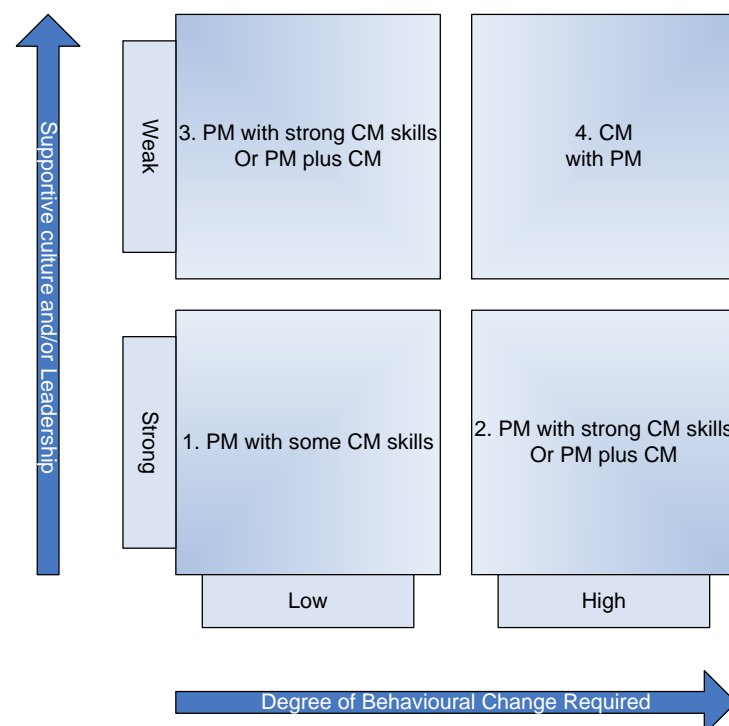 Supportive culture and/or Leadership
Weak
3. PM with strong CM skills
Or PM plus CM
4. CM
with PM
Strong
1. PM with some CM skills
2. PM with strong CM skills
Or PM plus CM
Low
High
Degree of Behavioural Change Required